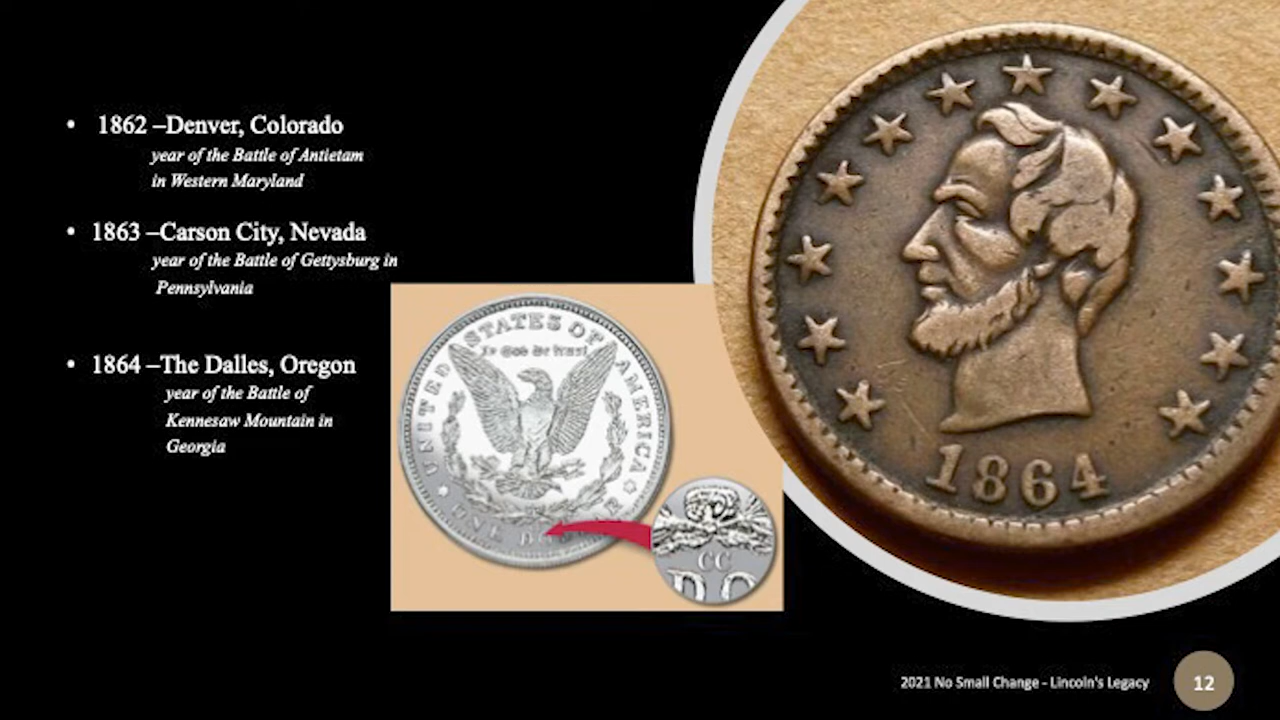 • 1862 –Denver, Colorado
year of the Battle of Antietam
in Western Maryland
• 1863 –Carson City, Nevada
year of the Battle of Gettysburg in
Pennsylvania
• 1864 –The Dalles, Oregon
year of the Battle of
Kennesaw Mountain in
Georgia
UNITED STATES OF AMERICA
In God We Trust
ONE
CC
DO
1864
2021 No Small Change - Lincoln's Legacy
12